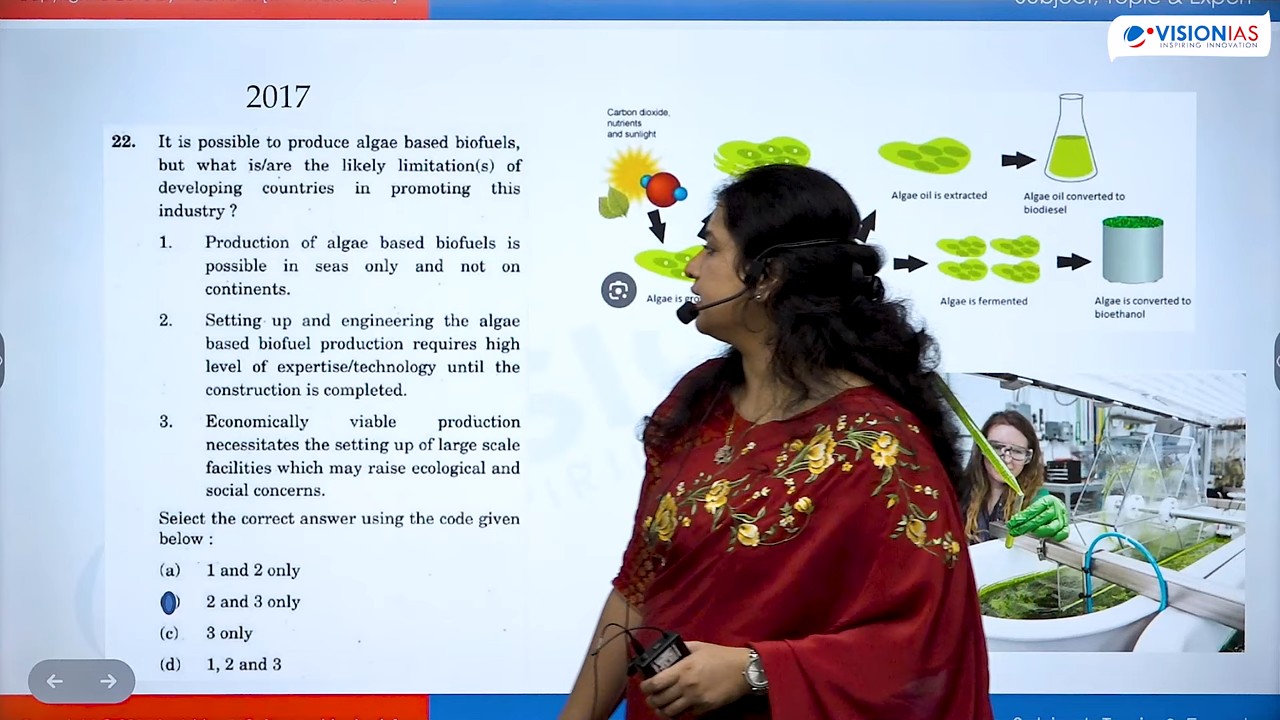 VISIONIAS
INSPIRING INNOVATION
2017
22. It is possible to produce algae based biofuels,
but what is/are the likely limitation(s) of
developing countries in promoting this
industry ?
1. Production of algae based biofuels is
possible in seas only and not on
continents.
2. Setting up and engineering the algae
based biofuel production requires high
level of expertise/technology until the
construction is completed.
3. Economically viable production
necessitates the setting up of large scale
facilities which may raise ecological and
social concerns.
Select the correct answer using the code given
below :
(a) 1 and 2 only
) 2 and 3 only
(c) 3 only
(d) 1, 2 and 3
Carbon dioxide,
nutrients
and sunlight
Algae oil is extracted
Algae oil converted to
biodiesel
Algae is
Algae is fermented
Algae is converted to
bioethanol